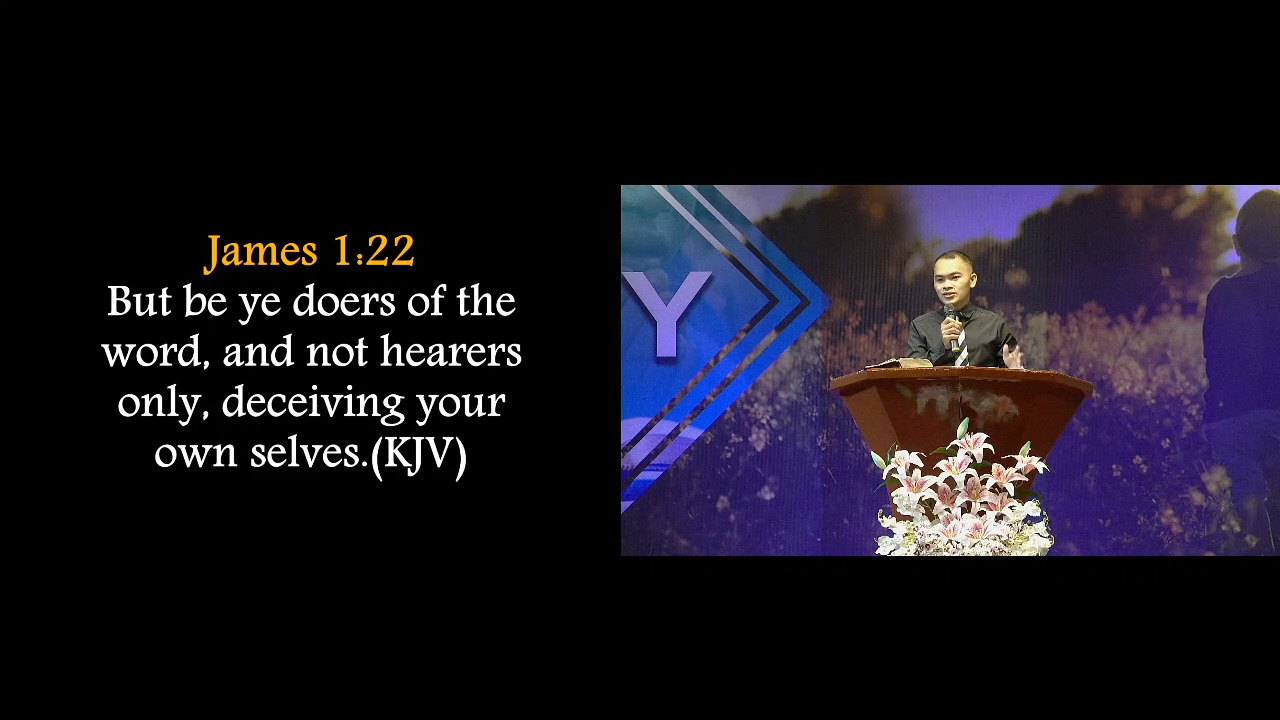 James 1:22
But be ye doers of the
word, and not hearers
only, deceiving your
own selves.(KJV)
Y